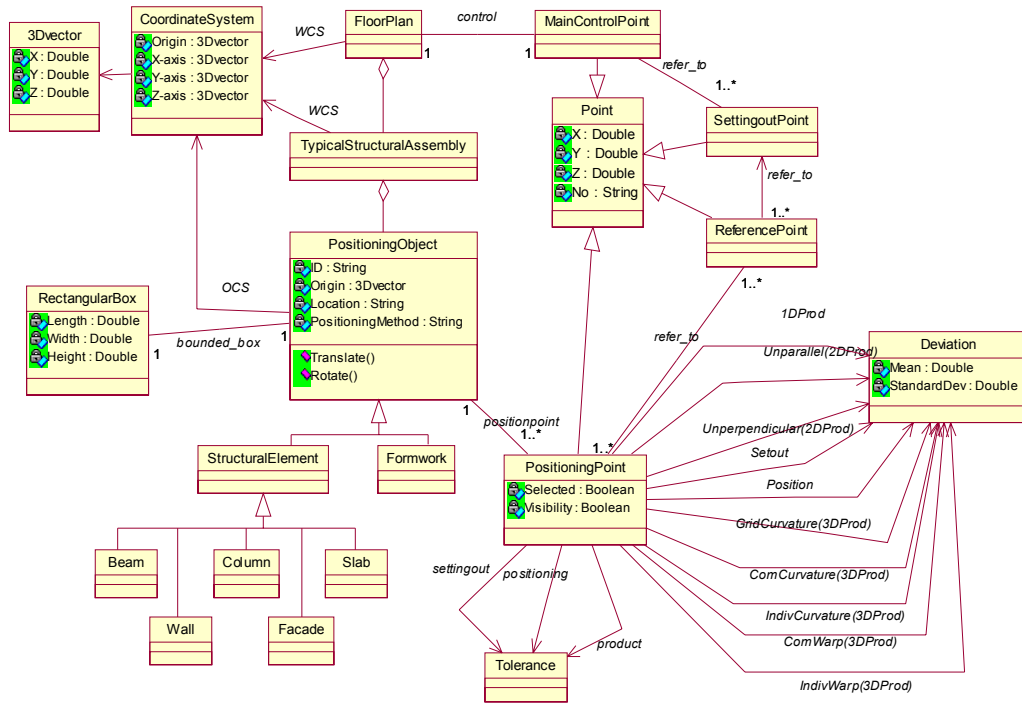 3Dvector
X : Double
Y : Double
Z : Double
CoordinateSystem
Origin : 3Dvector
X-axis : 3Dvector
Y-axis : 3Dvector
Z-axis : 3Dvector
WCS
FloorPlan
1
control
MainControlPoint
1
refer_to
1..*
WCS
TypicalStructuralAssembly
Point
X : Double
Y : Double
Z : Double
No : String
SettingoutPoint
refer_to
1..*
ReferencePoint
1..*
PositioningObject
ID : String
Origin : 3Dvector
Location : String
PositioningMethod : String
Translate()
Rotate()
OCS
RectangularBox
Length : Double
Width : Double
Height : Double
1
bounded_box
1
1
positionpoint
1..*
refer_to
1..*
1DProd
Unparallel(2DProd)
Deviation
Mean : Double
StandardDev : Double
Unperpendicular(2DProd)
Setout
Position
GridCurvature(3DProd)
ComCurvature(3DProd)
IndivCurvature(3DProd)
ComWarp(3DProd)
IndivWarp(3DProd)
StructuralElement
Formwork
PositioningPoint
Selected : Boolean
Visibility : Boolean
Beam
Column
Slab
Wall
Facade
settingout
positioning
product
Tolerance